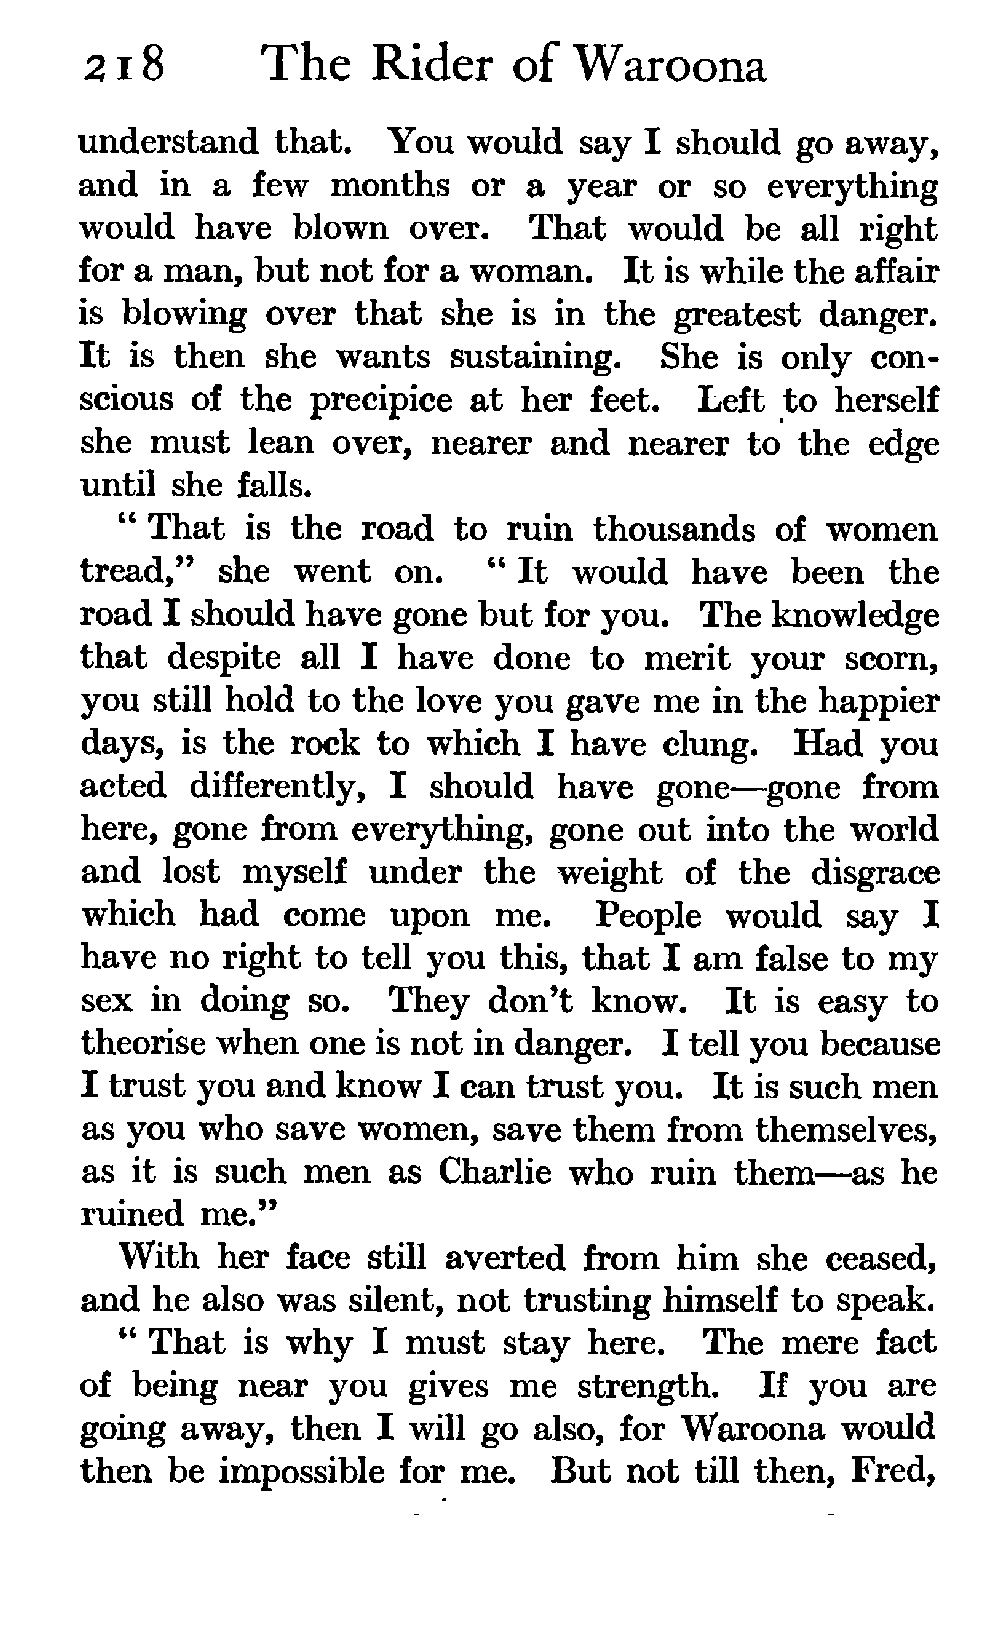 218 The Rider of Waroona
understand that. You would say I should go away,
and in a few months or a year or so everything
would have blown over. That would be all right
for a man, but not for a woman. It is while the affair
is blowing over that she is in the greatest danger.
It is then she wants sustaining. She is only con-
scious of the precipice at her feet. Left to herself
she must lean over, nearer and nearer to the edge
until she falls.
“ That is the road to ruin thousands of women
tread,” she went on. “ It would have been the
road I should have gone but for you. The knowledge
that despite all I have done to merit your scorn,
you still hold to the love you gave me in the happier
days, is the rock to which I have clung. Had you
acted differently, I should have gone—gone from
here, gone from everything, gone out into the world
and lost myself under the weight of the disgrace
which had come upon me. People would say I
have no right to tell you this, that I am false to my
sex in doing so. They don’t know. It is easy to
theorise when one is not in danger. I tell you because
I trust you and know I can trust you. It is such men
as you who save women, save them from themselves,
as it is such men as Charlie who ruin them—as he
ruined me.”
With her face still averted from him she ceased,
and he also was silent, not trusting himself to speak.
“ That is why I must stay here. The mere fact
of being near you gives me strength. If you are
going away, then I will go also, for Waroona would
then be impossible for me. But not till then, Fred,